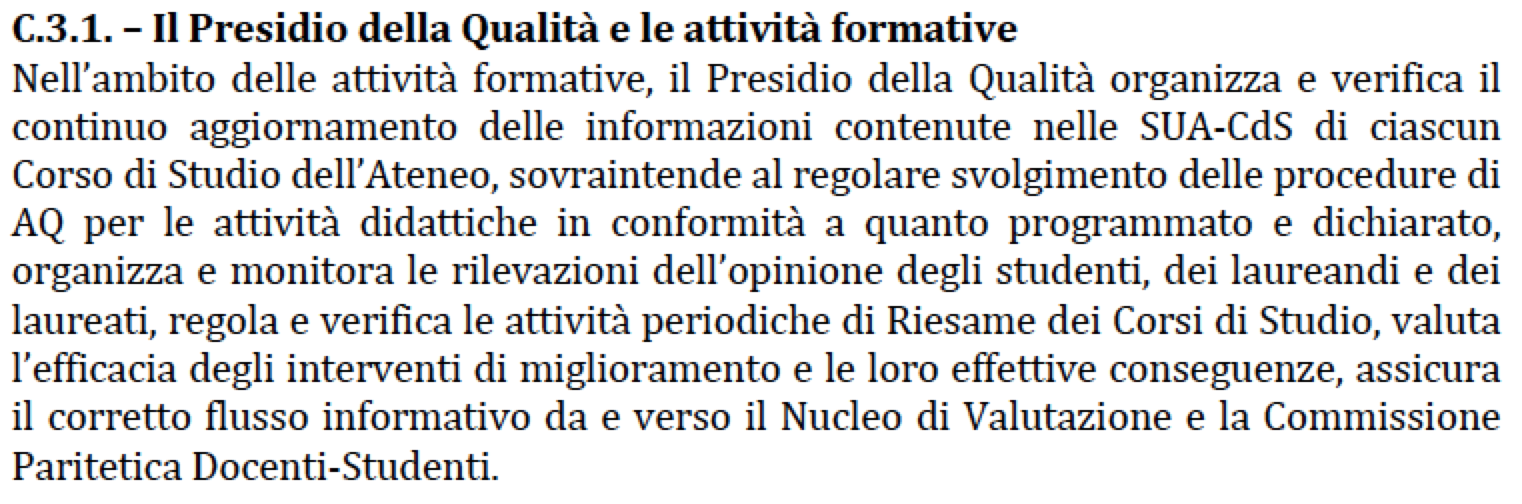 C.3.1. – Il Presidio della Qualità e le attività formative
Nell’ambito delle attività formative, il Presidio della Qualità organizza e verifica il
continuo aggiornamento delle informazioni contenute nelle SUA-CdS di ciascun
Corso di Studio dell’Ateneo, sovraintende al regolare svolgimento delle procedure di
AQ per le attività didattiche in conformità a quanto programmato e dichiarato,
organizza e monitora le rilevazioni dell’opinione degli studenti, dei laureandi e dei
laureati, regola e verifica le attività periodiche di Riesame dei Corsi di Studio, valuta
l’efficacia degli interventi di miglioramento e le loro effettive conseguenze, assicura
il corretto flusso informativo da e verso il Nucleo di Valutazione e la Commissione
Paritetica Docenti-Studenti.